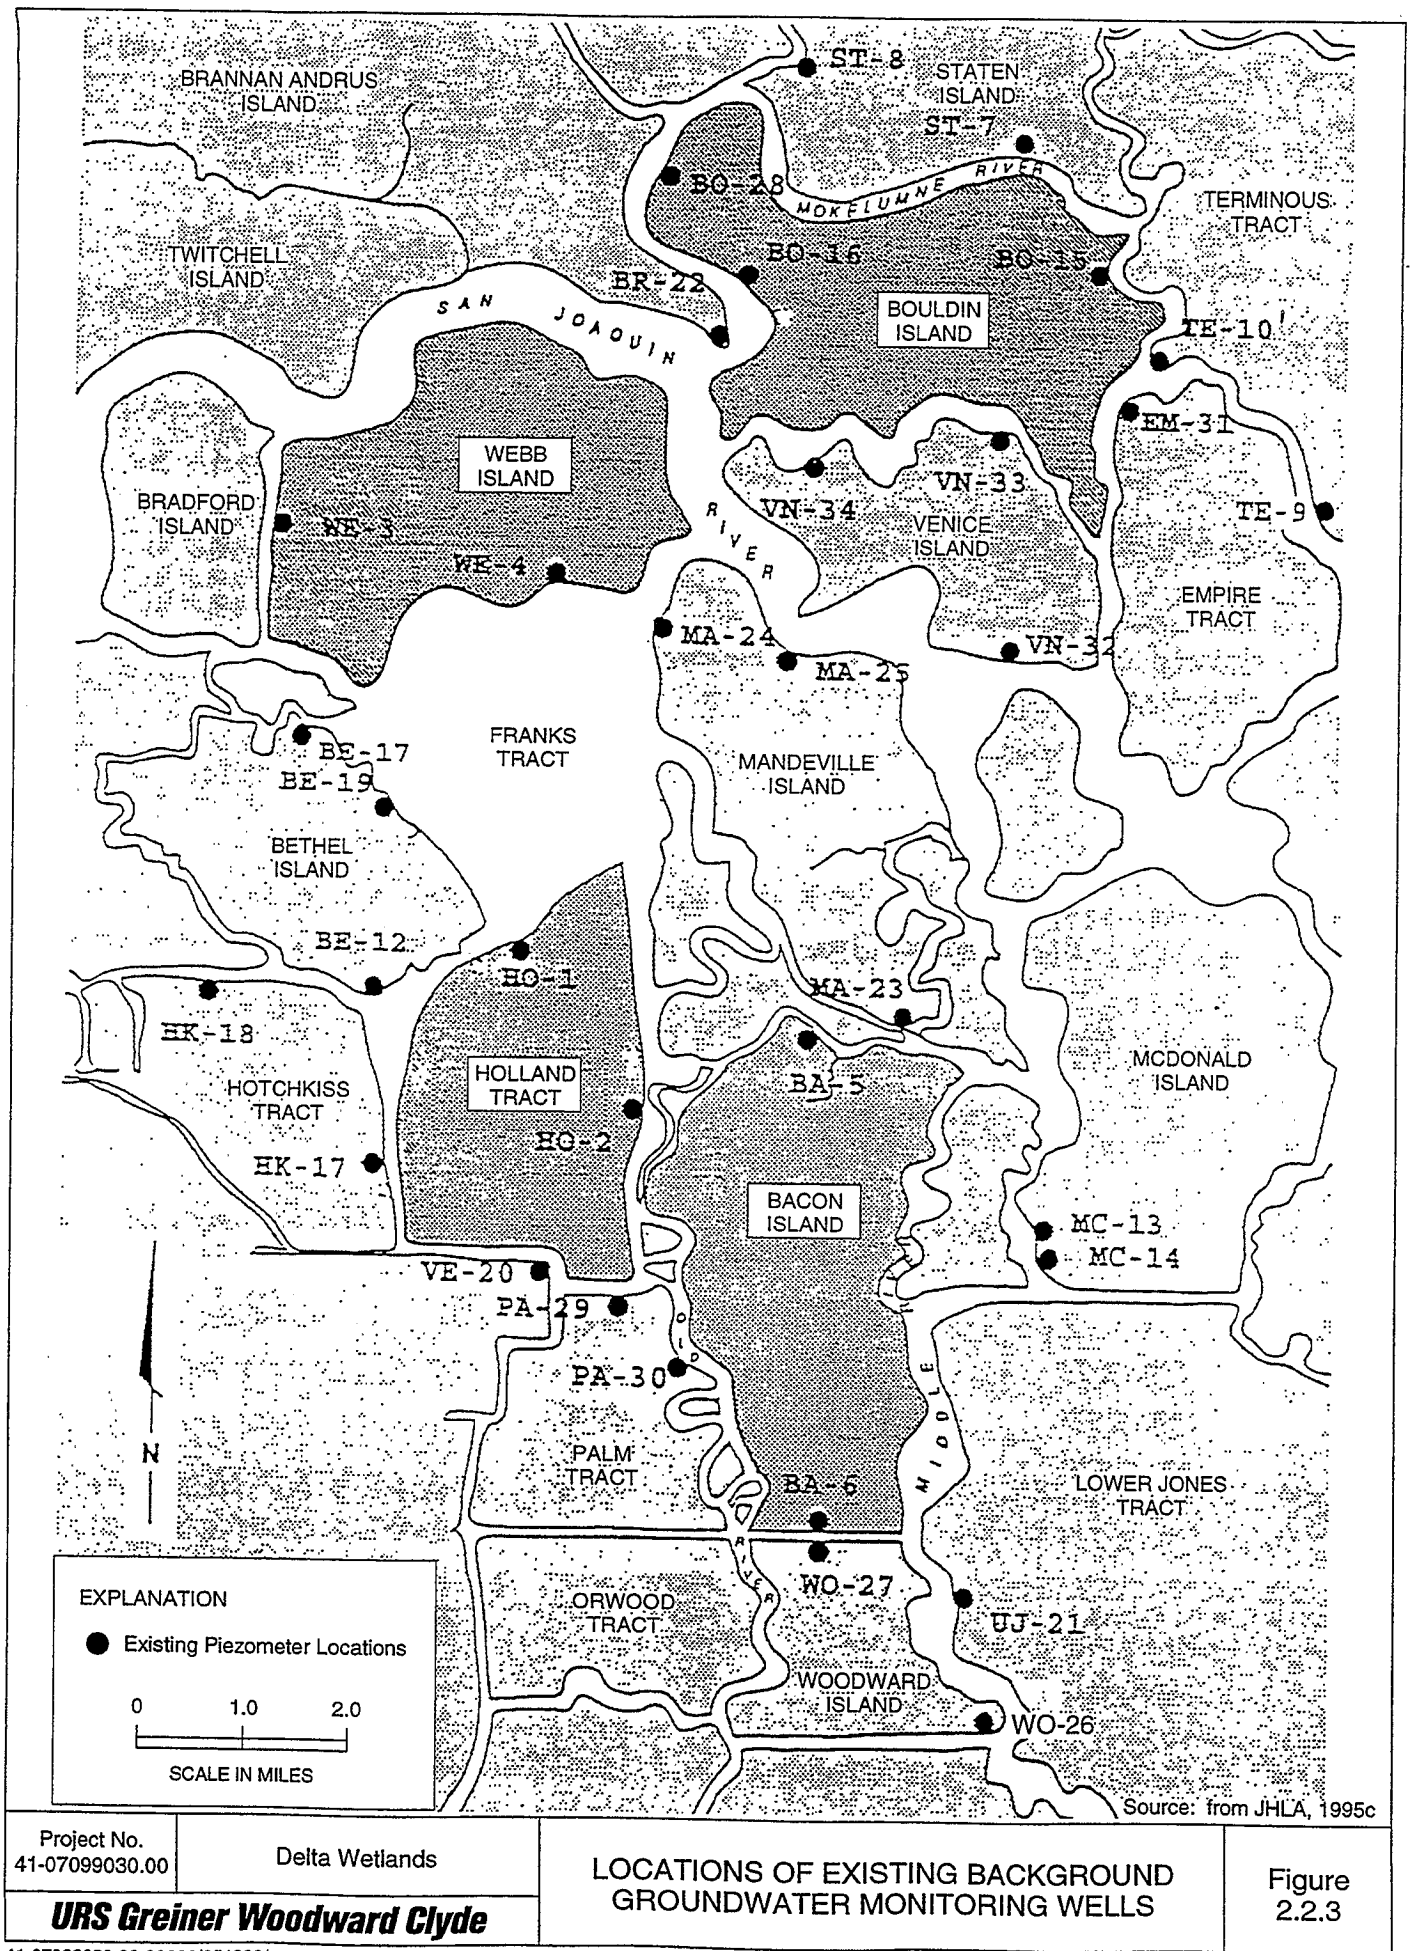 ST-8
BRANNAN ANDRUS
ISLAND
STATEN
ISLAND
ST-7
BO-28
MOKELUMNE RIVER
TERMINOUS
TRACT
TWITCHELL
ISLAND
BO-16
BO-15
BR-22
SAN JOAQUIN
BOULDIN
ISLAND
TE-10
EM-31
WEBB
ISLAND
VN-33
VN-34
BRADFORD
ISLAND
WE-3
RIVER
VENICE
ISLAND
TE-9
WE-4
EMPIRE
TRACT
MA-24
VN-32
MA-25
FRANKS
TRACT
BE-17
BE-19
MANDEVILLE
ISLAND
BETHEL
ISLAND
BE-12
HO-1
MA-23
HK-18
HOLLAND
TRACT
BA-5
MCDONALD
ISLAND
HOTCHKISS
TRACT
HO-2
HK-17
BACON
ISLAND
MC-13
MC-14
VE-20
PA-29
OLD
PA-30
MIDDLE
RIVER
N
PALM
TRACT
BA-6
LOWER JONES
TRACT
RIVER
WO-27
ORWOOD
TRACT
UJ-21
WOODWARD
ISLAND
WO-26
EXPLANATION
Existing Piezometer Locations
0 1.0 2.0
SCALE IN MILES
Source: from JHLA, 1995c
Project No.
41-07099030.00
Delta Wetlands
URS Greiner Woodward Clyde
LOCATIONS OF EXISTING BACKGROUND
GROUNDWATER MONITORING WELLS
Figure
2.2.3